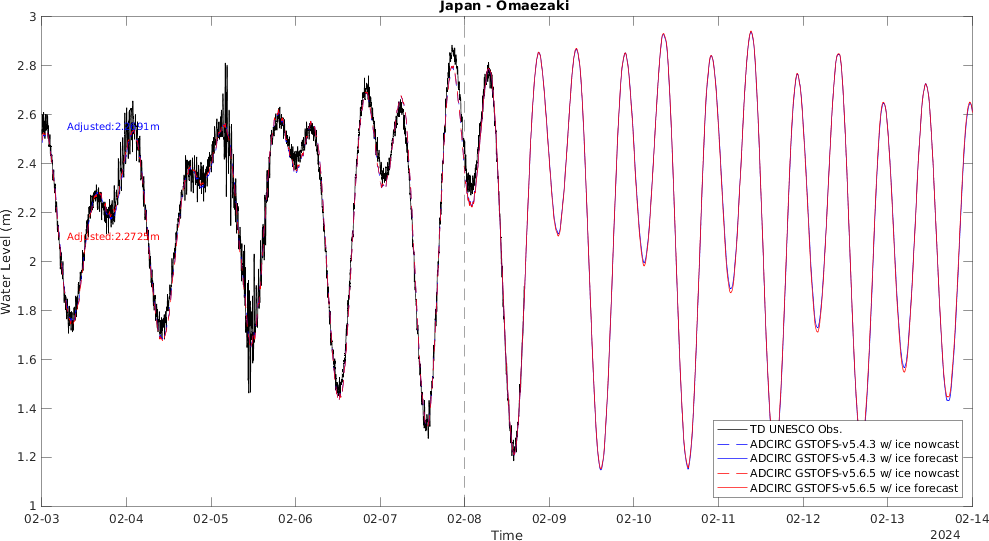 Japan - Omaezaki
Water Level (m)
3
2.8
2.6
2.4
2.2
2
1.8
1.6
1.4
1.2
1
Adjusted:2.2725m
TD UNESCO Obs.
ADCIRC GSTOFS-v5.4.3 w/ ice nowcast
ADCIRC GSTOFS-v5.4.3 w/ ice forecast
ADCIRC GSTOFS-v5.6.5 w/ ice nowcast
ADCIRC GSTOFS-v5.6.5 w/ ice forecast
02-03 02-04 02-05 02-06 02-07 02-08 02-09 02-10 02-11 02-12 02-13 02-14
Time
2024